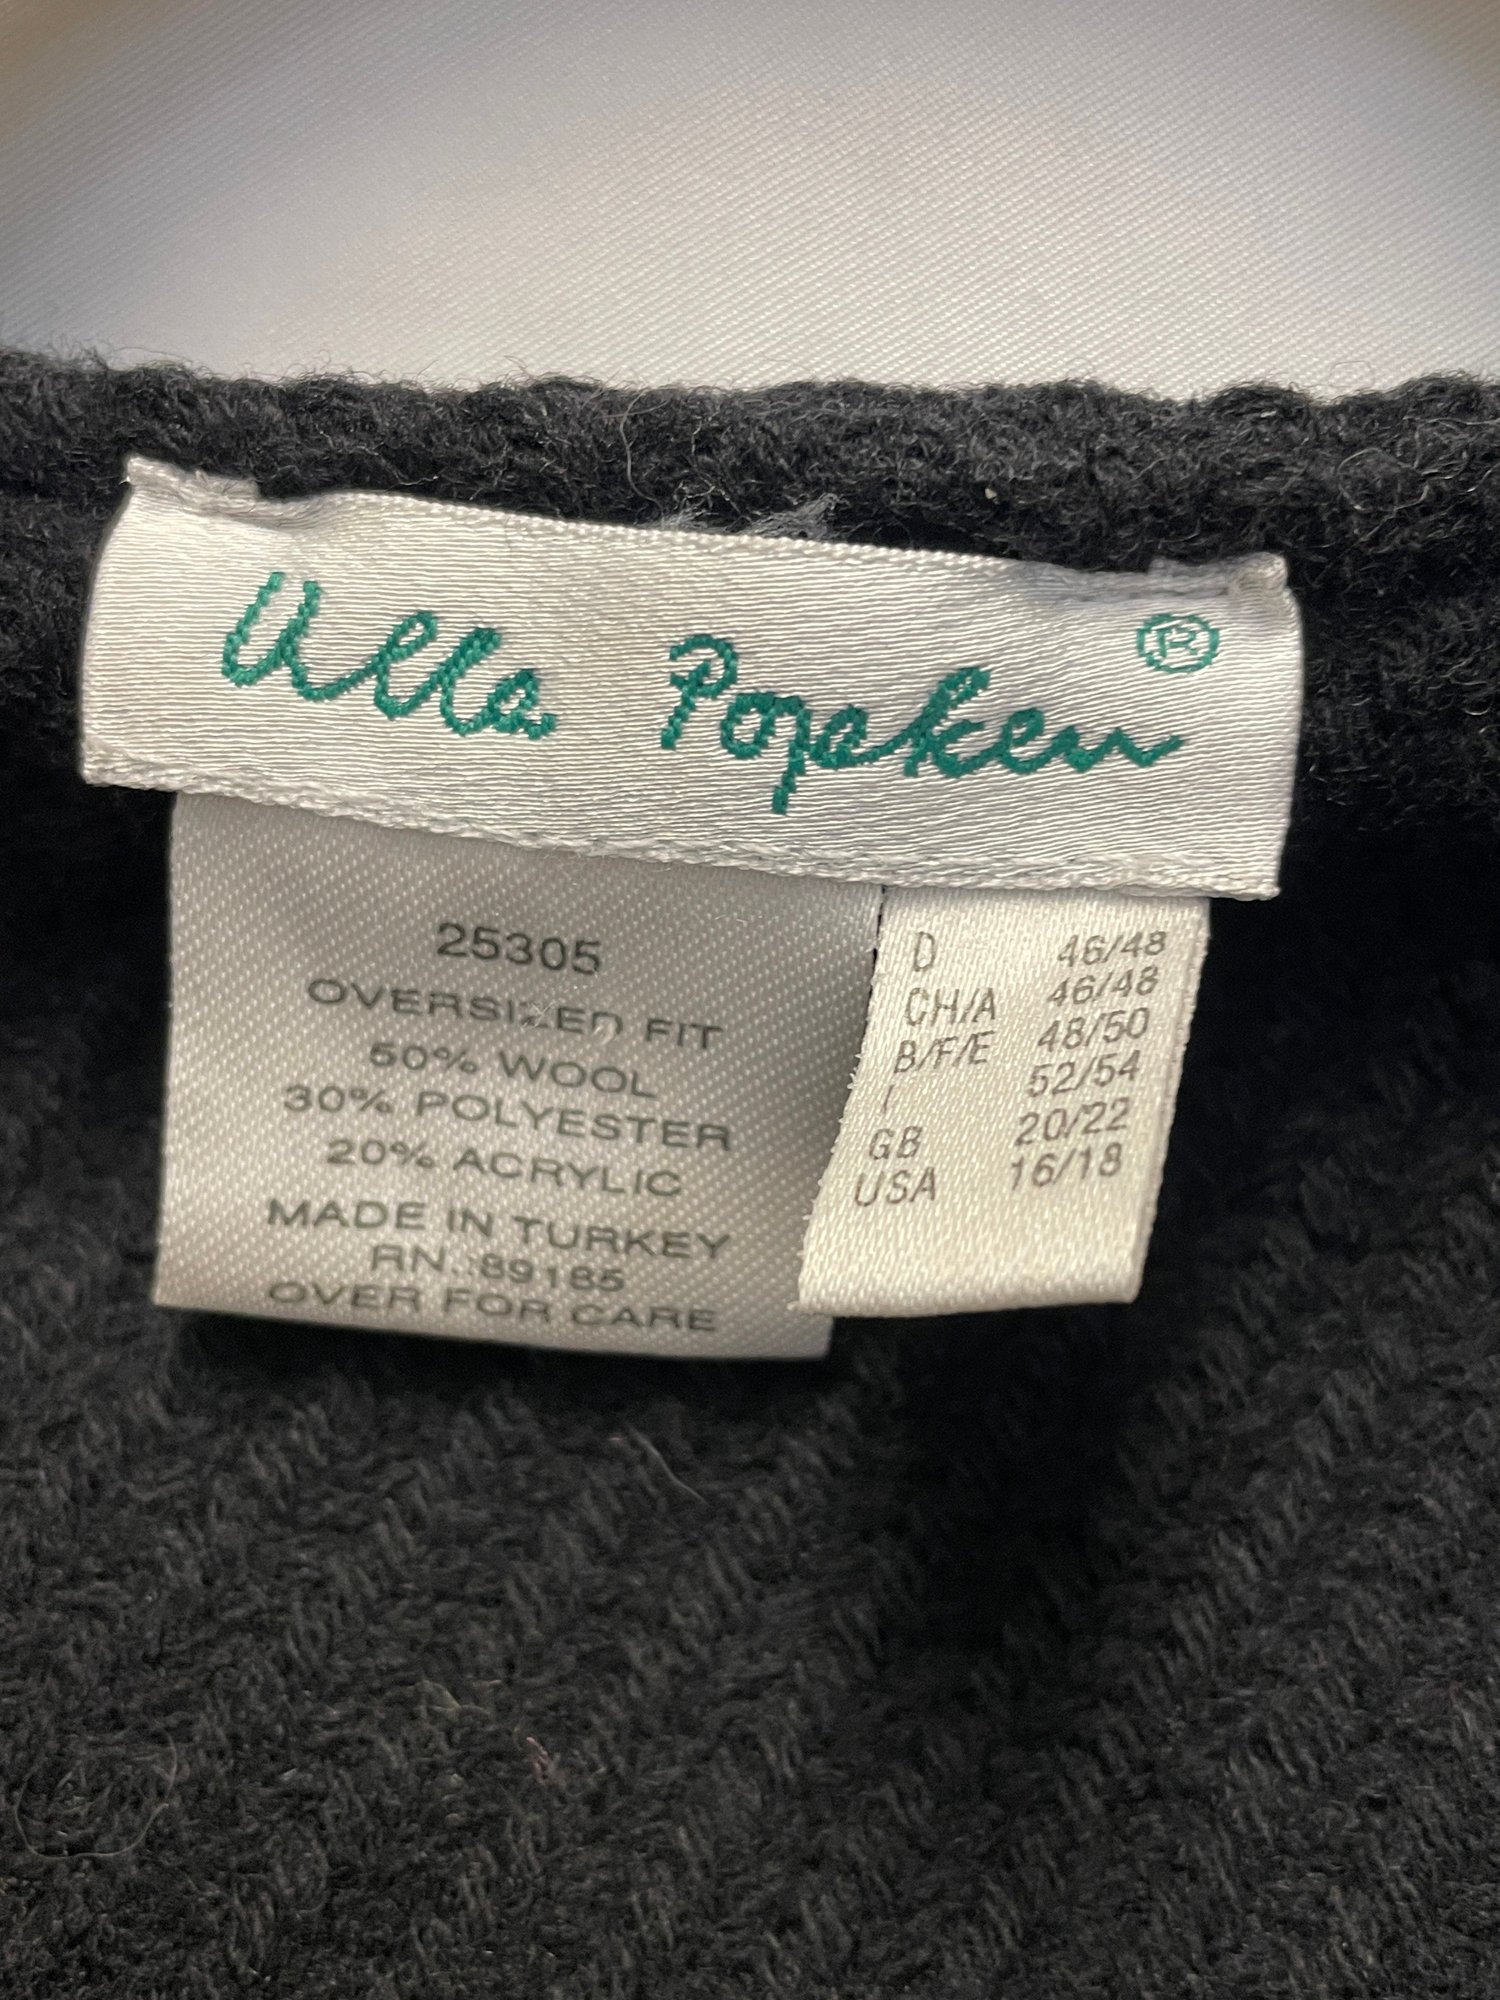 Ulla Popken ®
25305
OVERSIZED FIT
50% WOOL
30% POLYESTER
20% ACRYLIC
MADE IN TURKEY
RN.:89185
OVER FOR CARE
D 46/48
CH/A 46/48
B/F/E 48/50
I 52/54
GB 20/22
USA 16/18